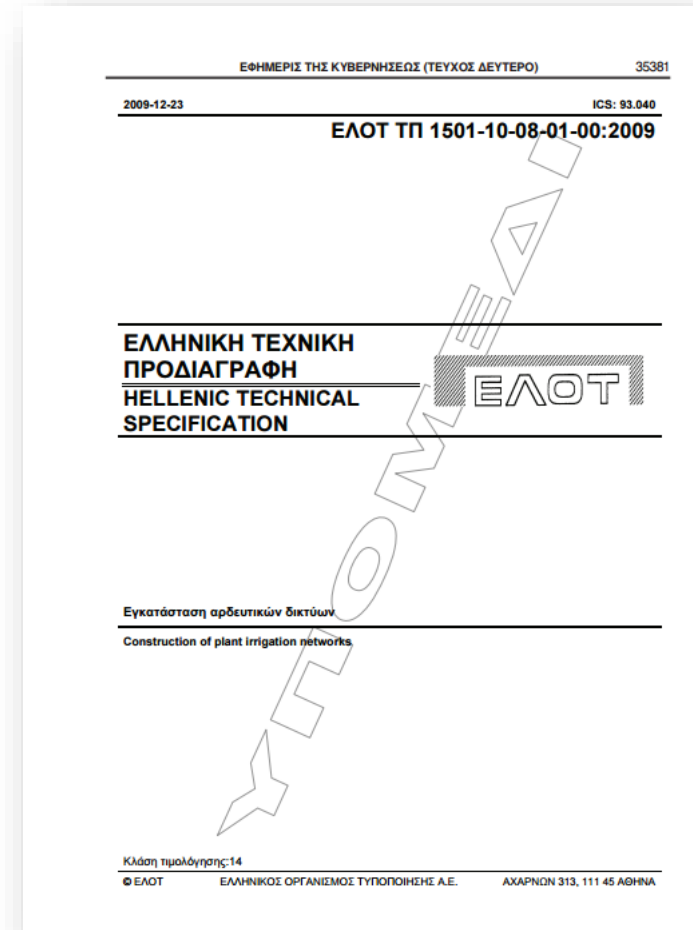 ΕΦΗΜΕΡΙΣ ΤΗΣ ΚΥΒΕΡΝΗΣΕΩΣ (ΤΕΥΧΟΣ ΔΕΥΤΕΡΟ) 35381
2009-12-23 ICS: 93.040
ΕΛΟΤ ΤΠ 1501-10-08-01-00:2009
ΕΛΛΗΝΙΚΗ ΤΕΧΝΙΚΗ
ΠΡΟΔΙΑΓΡΑΦΗ
HELLENIC TECHNICAL
SPECIFICATION
ΕΛΟΤ
Εγκατάσταση αρδευτικών δικτύων
Construction of plant irrigation networks
ΥΠΟΜΕΔΙ
Κλάση τιμολόγησης:14
© ΕΛΟΤ ΕΛΛΗΝΙΚΟΣ ΟΡΓΑΝΙΣΜΟΣ ΤΥΠΟΠΟΙΗΣΗΣ Α.Ε. ΑΧΑΡΝΩΝ 313, 111 45 ΑΘΗΝΑ